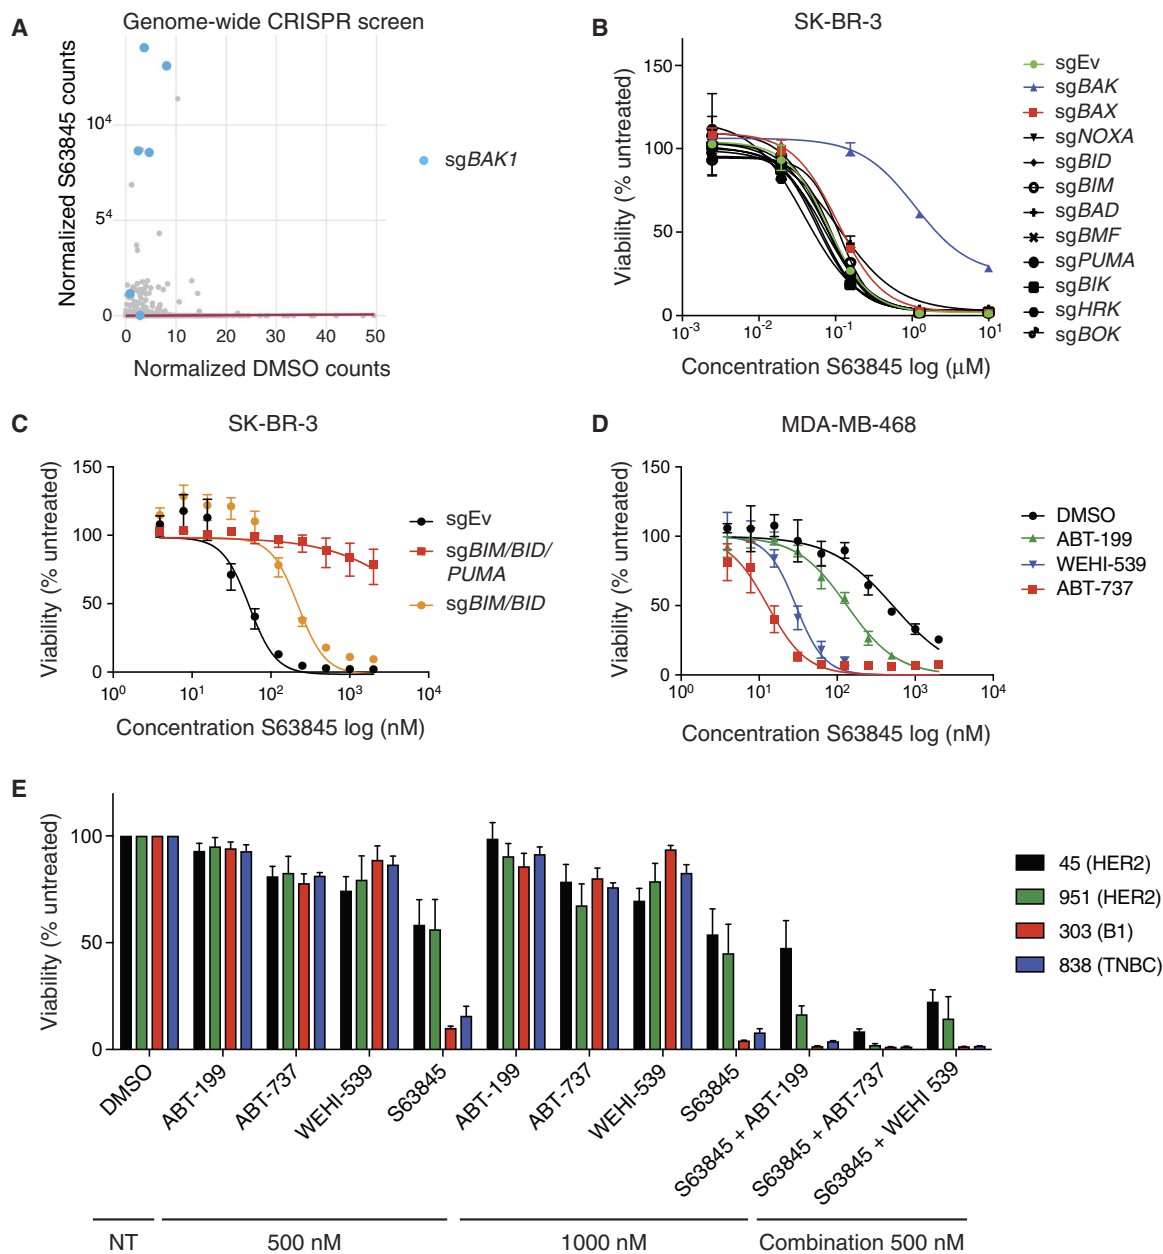 A
Genome-wide CRISPR screen
Normalized S63845 counts
10⁴
5⁴
0
0 10 20 30 40 50
Normalized DMSO counts
sgBAK1
B
SK-BR-3
Viability (% untreated)
150
100
50
0
10⁻³ 10⁻² 10⁻¹ 10⁰ 10¹
Concentration S63845 log (μM)
sgEv
sgBAK
sgBAX
sgNOXA
sgBID
sgBIM
sgBAD
sgBMF
sgPUMA
sgBIK
sgHRK
sgBOK
C
SK-BR-3
Viability (% untreated)
150
100
50
0
10⁰ 10¹ 10² 10³ 10⁴
Concentration S63845 log (nM)
sgEv
sgBIM/BID/
PUMA
sgBIM/BID
D
MDA-MB-468
Viability (% untreated)
150
100
50
0
10⁰ 10¹ 10² 10³ 10⁴
Concentration S63845 log (nM)
DMSO
ABT-199
WEHI-539
ABT-737
E
Viability (% untreated)
100
50
0
DMSO
ABT-199
ABT-737
WEHI-539
S63845
ABT-199
ABT-737
WEHI-539
S63845
S63845 + ABT-199
S63845 + ABT-737
S63845 + WEHI 539
NT
500 nM
1000 nM
Combination 500 nM
45 (HER2)
951 (HER2)
303 (B1)
838 (TNBC)